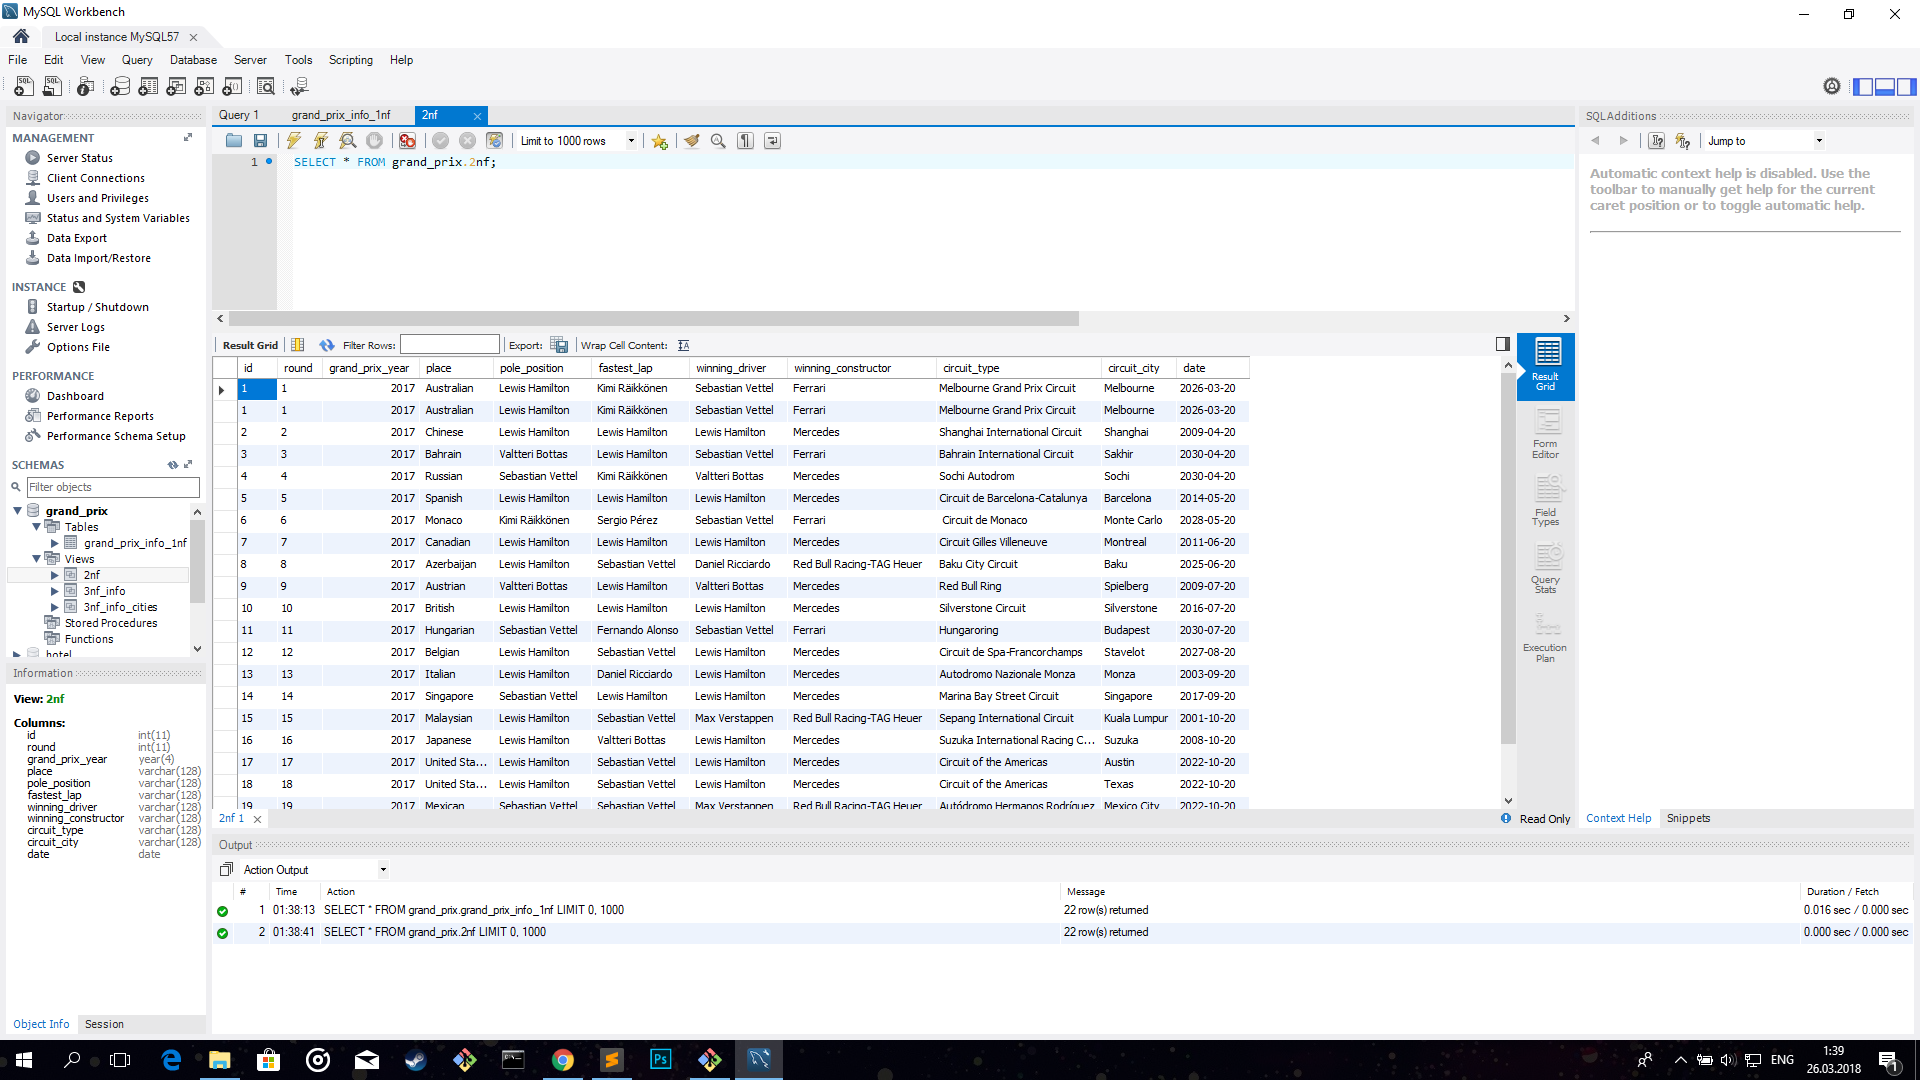 MySQL Workbench
Local instance MySQL57
File Edit View Query Database Server Tools Scripting Help
Navigator
MANAGEMENT
Server Status
Client Connections
Users and Privileges
Status and System Variables
Data Export
Data Import/Restore
INSTANCE
Startup / Shutdown
Server Logs
Options File
PERFORMANCE
Dashboard
Performance Reports
Performance Schema Setup
SCHEMAS
Filter objects
grand_prix
Tables
grand_prix_info_1nf
Views
2nf
3nf_info
3nf_info_cities
Stored Procedures
Functions
hotel
Information
View: 2nf
Columns:
id int(11)
round int(11)
grand_prix_year year(4)
place varchar(128)
pole_position varchar(128)
fastest_lap varchar(128)
winning_driver varchar(128)
winning_constructor varchar(128)
circuit_type varchar(128)
circuit_city varchar(128)
date date
Object Info Session
Query 1 grand_prix_info_1nf 2nf
Limit to 1000 rows
1 SELECT * FROM grand_prix.2nf;
Result Grid Filter Rows: Export: Wrap Cell Content:
id round grand_prix_year place pole_position fastest_lap winning_driver winning_constructor circuit_type circuit_city date
1 1 2017 Australian Lewis Hamilton Kimi Räikkönen Sebastian Vettel Ferrari Melbourne Grand Prix Circuit Melbourne 2026-03-20
1 1 2017 Australian Lewis Hamilton Kimi Räikkönen Sebastian Vettel Ferrari Melbourne Grand Prix Circuit Melbourne 2026-03-20
2 2 2017 Chinese Lewis Hamilton Lewis Hamilton Lewis Hamilton Mercedes Shanghai International Circuit Shanghai 2009-04-20
3 3 2017 Bahrain Valtteri Bottas Lewis Hamilton Sebastian Vettel Ferrari Bahrain International Circuit Sakhir 2030-04-20
4 4 2017 Russian Sebastian Vettel Kimi Räikkönen Valtteri Bottas Mercedes Sochi Autodrom Sochi 2030-04-20
5 5 2017 Spanish Lewis Hamilton Lewis Hamilton Lewis Hamilton Mercedes Circuit de Barcelona-Catalunya Barcelona 2014-05-20
6 6 2017 Monaco Kimi Räikkönen Sergio Pérez Sebastian Vettel Ferrari Circuit de Monaco Monte Carlo 2028-05-20
7 7 2017 Canadian Lewis Hamilton Lewis Hamilton Lewis Hamilton Mercedes Circuit Gilles Villeneuve Montreal 2011-06-20
8 8 2017 Azerbaijan Lewis Hamilton Sebastian Vettel Daniel Ricciardo Red Bull Racing-TAG Heuer Baku City Circuit Baku 2025-06-20
9 9 2017 Austrian Valtteri Bottas Lewis Hamilton Valtteri Bottas Mercedes Red Bull Ring Spielberg 2009-07-20
10 10 2017 British Lewis Hamilton Lewis Hamilton Lewis Hamilton Mercedes Silverstone Circuit Silverstone 2016-07-20
11 11 2017 Hungarian Sebastian Vettel Fernando Alonso Sebastian Vettel Ferrari Hungaroring Budapest 2030-07-20
12 12 2017 Belgian Lewis Hamilton Sebastian Vettel Lewis Hamilton Mercedes Circuit de Spa-Francorchamps Stavelot 2027-08-20
13 13 2017 Italian Lewis Hamilton Daniel Ricciardo Lewis Hamilton Mercedes Autodromo Nazionale Monza Monza 2003-09-20
14 14 2017 Singapore Sebastian Vettel Lewis Hamilton Lewis Hamilton Mercedes Marina Bay Street Circuit Singapore 2017-09-20
15 15 2017 Malaysian Lewis Hamilton Sebastian Vettel Max Verstappen Red Bull Racing-TAG Heuer Sepang International Circuit Kuala Lumpur 2001-10-20
16 16 2017 Japanese Lewis Hamilton Valtteri Bottas Lewis Hamilton Mercedes Suzuka International Racing C... Suzuka 2008-10-20
17 17 2017 United Sta... Lewis Hamilton Sebastian Vettel Lewis Hamilton Mercedes Circuit of the Americas Austin 2022-10-20
18 18 2017 United Sta... Lewis Hamilton Sebastian Vettel Lewis Hamilton Mercedes Circuit of the Americas Texas 2022-10-20
19 19 2017 Mexican Sebastian Vettel Sebastian Vettel Max Verstappen Red Bull Racing-TAG Heuer Autódromo Hermanos Rodríguez Mexico City 2022-10-20
Result Grid
Form Editor
Field Types
Query Stats
Execution Plan
2nf 1 Read Only
Output
Action Output
# Time Action Message Duration / Fetch
1 01:38:13 SELECT * FROM grand_prix.grand_prix_info_1nf LIMIT 0, 1000 22 row(s) returned 0.016 sec / 0.000 sec
2 01:38:41 SELECT * FROM grand_prix.2nf LIMIT 0, 1000 22 row(s) returned 0.000 sec / 0.000 sec
SQLAdditions
Jump to
Automatic context help is disabled. Use the
toolbar to manually get help for the current
caret position or to toggle automatic help.
Context Help Snippets
ENG
1:39
26.03.2018
1